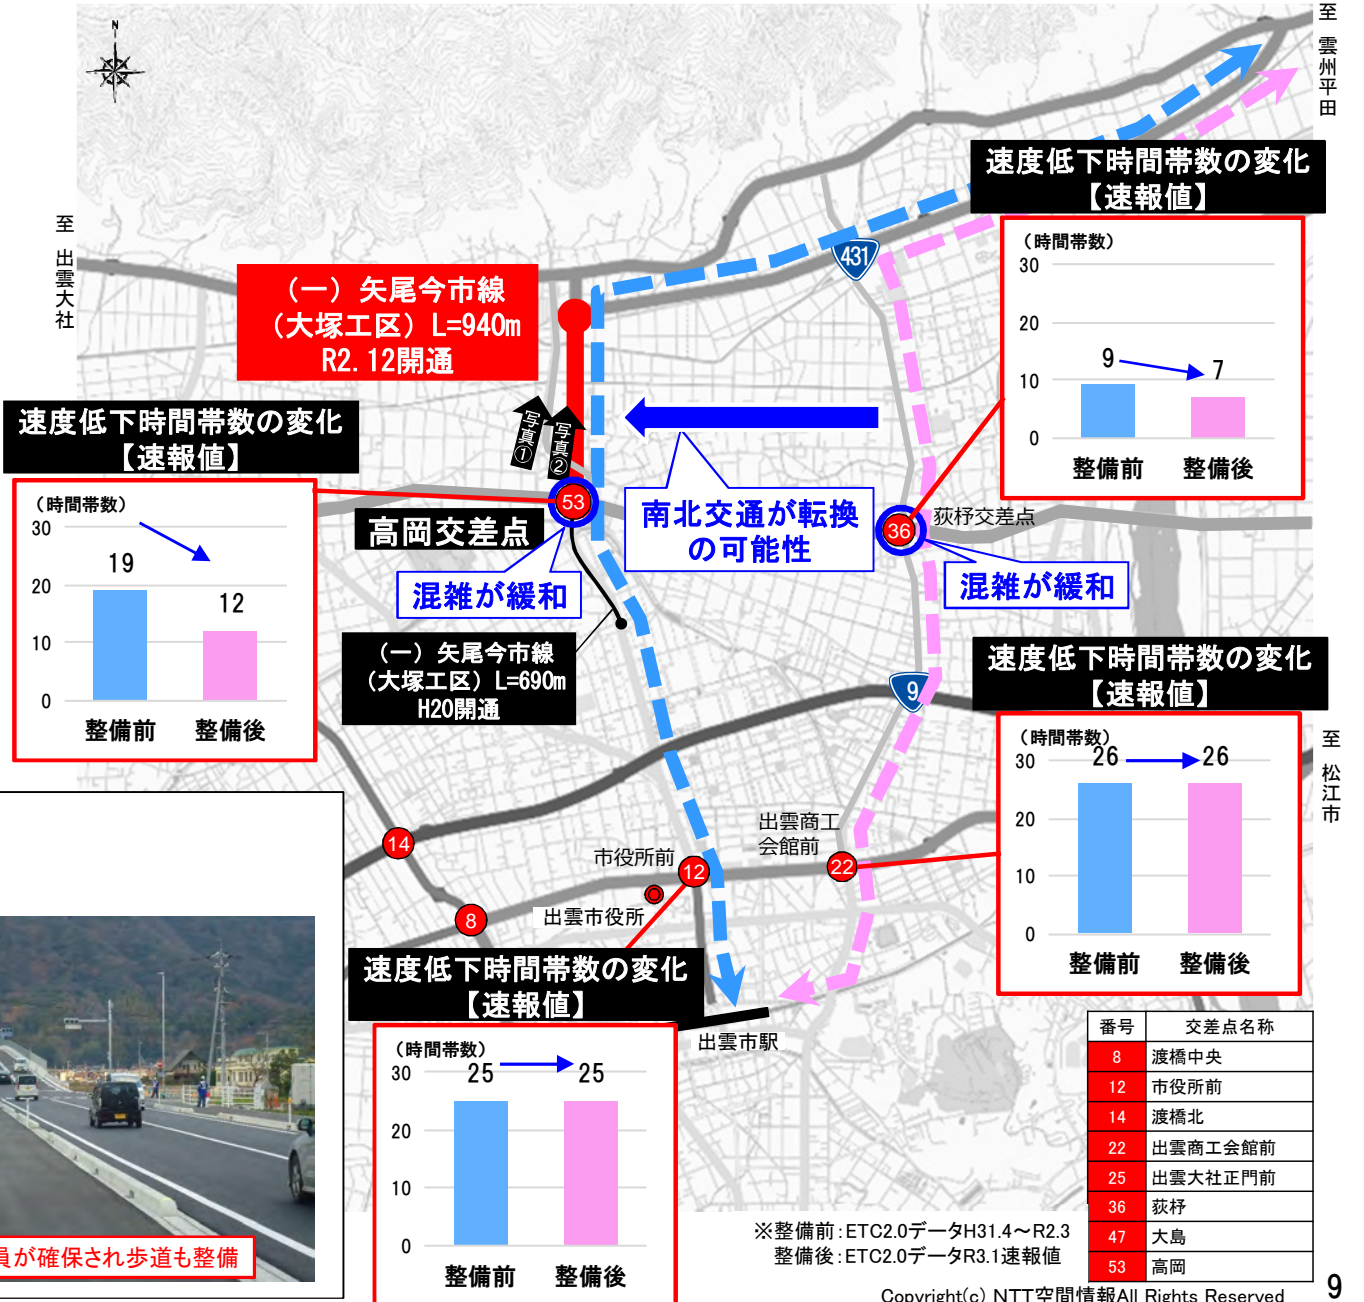 N
至 雲州平田
速度低下時間帯数の変化
【速報値】
（時間帯数）
30
20
10
0
9
7
整備前
整備後
至 出雲大社
431
（一）矢尾今市線
（大塚工区）L=940m
R2.12開通
写真①
写真②
速度低下時間帯数の変化
【速報値】
（時間帯数）
30
20
10
0
19
12
整備前
整備後
53
高岡交差点
混雑が緩和
南北交通が転換
の可能性
36
荻杼交差点
混雑が緩和
（一）矢尾今市線
（大塚工区）L=690m
H20開通
9
速度低下時間帯数の変化
【速報値】
（時間帯数）
30
20
10
0
26
26
整備前
整備後
至 松江市
14
8
市役所前
12
出雲市役所
出雲商工
会館前
22
速度低下時間帯数の変化
【速報値】
（時間帯数）
30
20
10
0
25
25
整備前
整備後
出雲市駅
員が確保され歩道も整備
番号 交差点名称
8 渡橋中央
12 市役所前
14 渡橋北
22 出雲商工会館前
25 出雲大社正門前
36 荻杼
47 大島
53 高岡
※整備前：ETC2.0データH31.4～R2.3
整備後：ETC2.0データR3.1速報値
Copyright(c) NTT空間情報All Rights Reserved
9